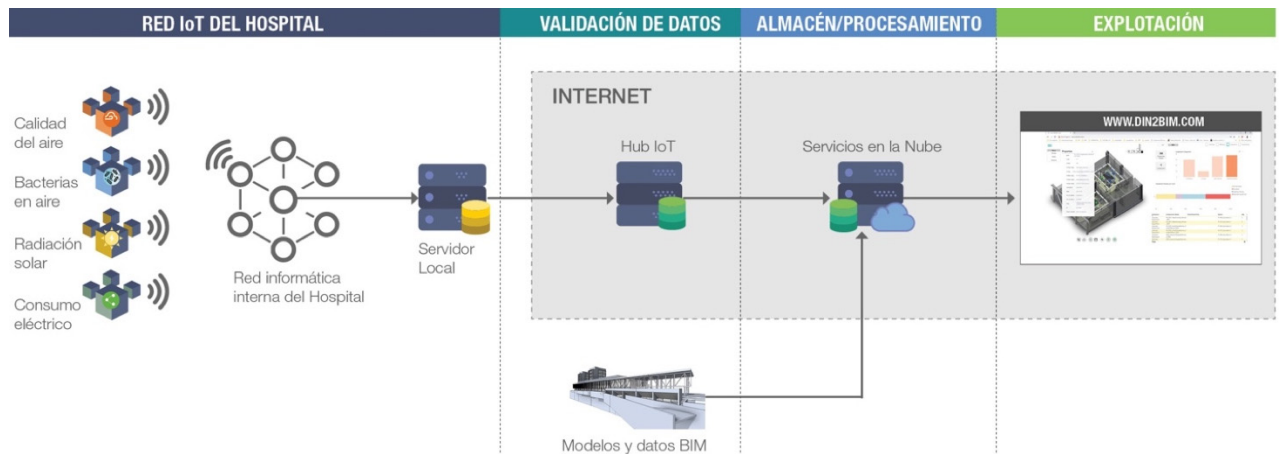 RED IoT DEL HOSPITAL
VALIDACIÓN DE DATOS
ALMACÉN/PROCESAMIENTO
EXPLOTACIÓN
INTERNET
Calidad
del aire
Bacterias
en aire
Radiación
solar
Consumo
eléctrico
Red informática
interna del Hospital
Servidor
Local
Hub IoT
Servicios en la Nube
WWW.DIN2BIM.COM
Modelos y datos BIM